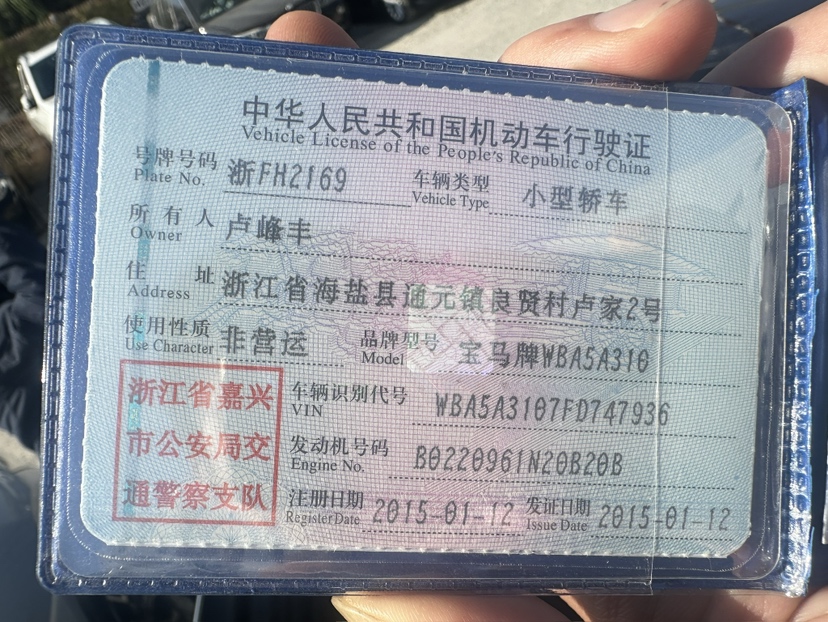 中华人民共和国机动车行驶证
Vehicle License of the People's Republic of China
号牌号码 浙FH2169 车辆类型 小型轿车
Plate No. Vehicle Type
所有人 卢峰丰
Owner
住址 浙江省海盐县通元镇良贤村卢家2号
Address
使用性质 非营运 品牌型号 宝马牌WBA5A310
Use Character Model
浙江省嘉兴
市公安局交
通警察支队
车辆识别代号 WBA5A3107FD747936
VIN
发动机号码 B0220961N20B20B
Engine No.
注册日期 2015-01-12 发证日期 2015-01-12
Register Date Issue Date